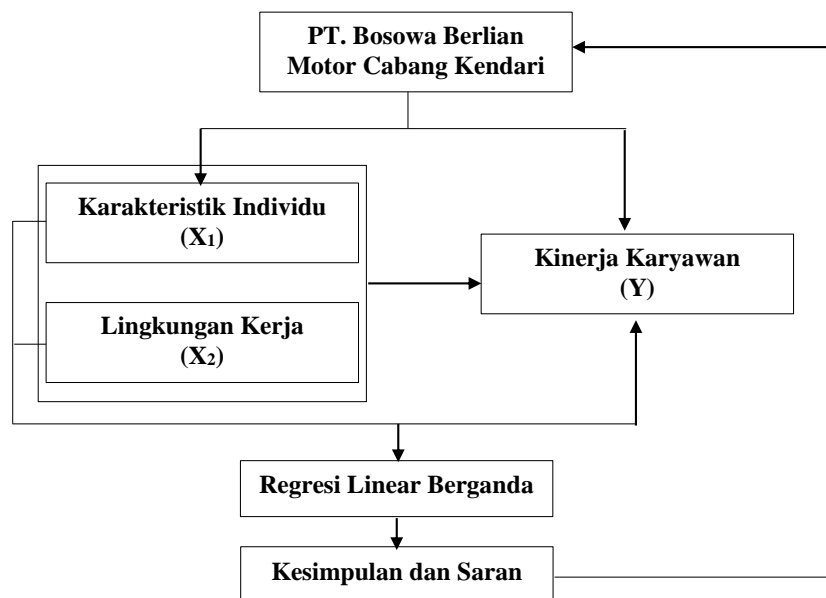 PT. Bosowa Berlian
Motor Cabang Kendari
Karakteristik Individu
(X₁)
Kinerja Karyawan
(Y)
Lingkungan Kerja
(X₂)
Regresi Linear Berganda
Kesimpulan dan Saran